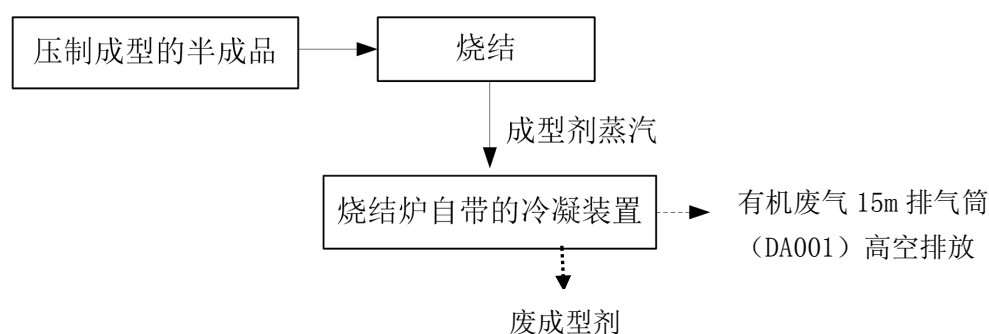 压制成型的半成品
烧结
成型剂蒸汽
烧结炉自带的冷凝装置
有机废气 15m 排气筒
（DA001）高空排放
废成型剂